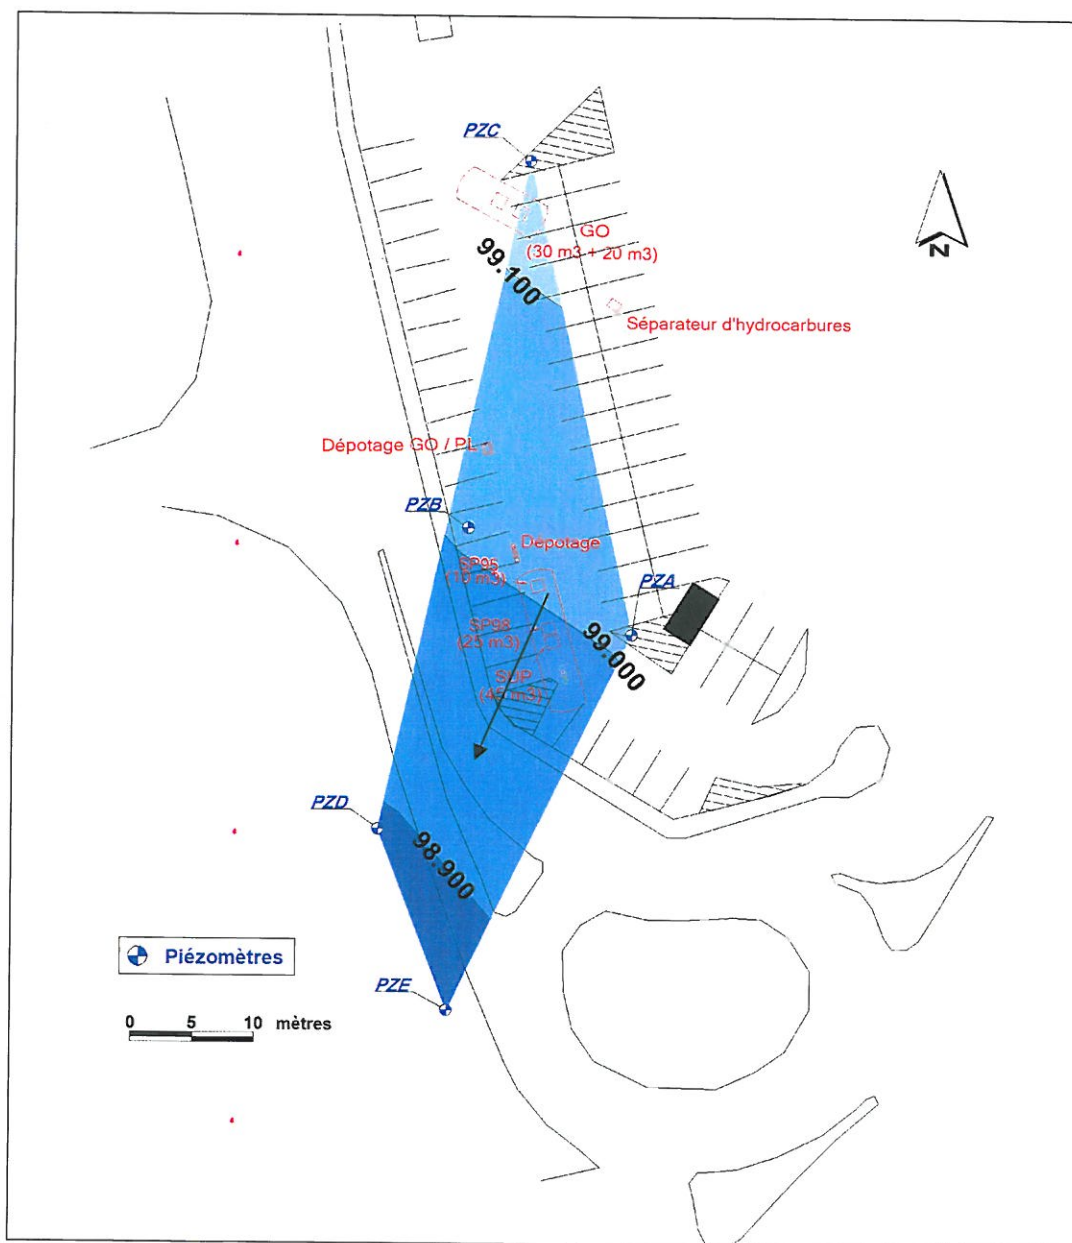 PZC
N
GO
(30 m3 + 20 m3)
99.100
Séparateur d'hydrocarbures
Dépotage GO / PL
PZB
Dépotage
SP95
(10 m3)
PZA
SP98
(25 m3)
99.000
SUP
(45 m3)
PZD
98.900
Piézomètres
PZE
0 5 10 mètres